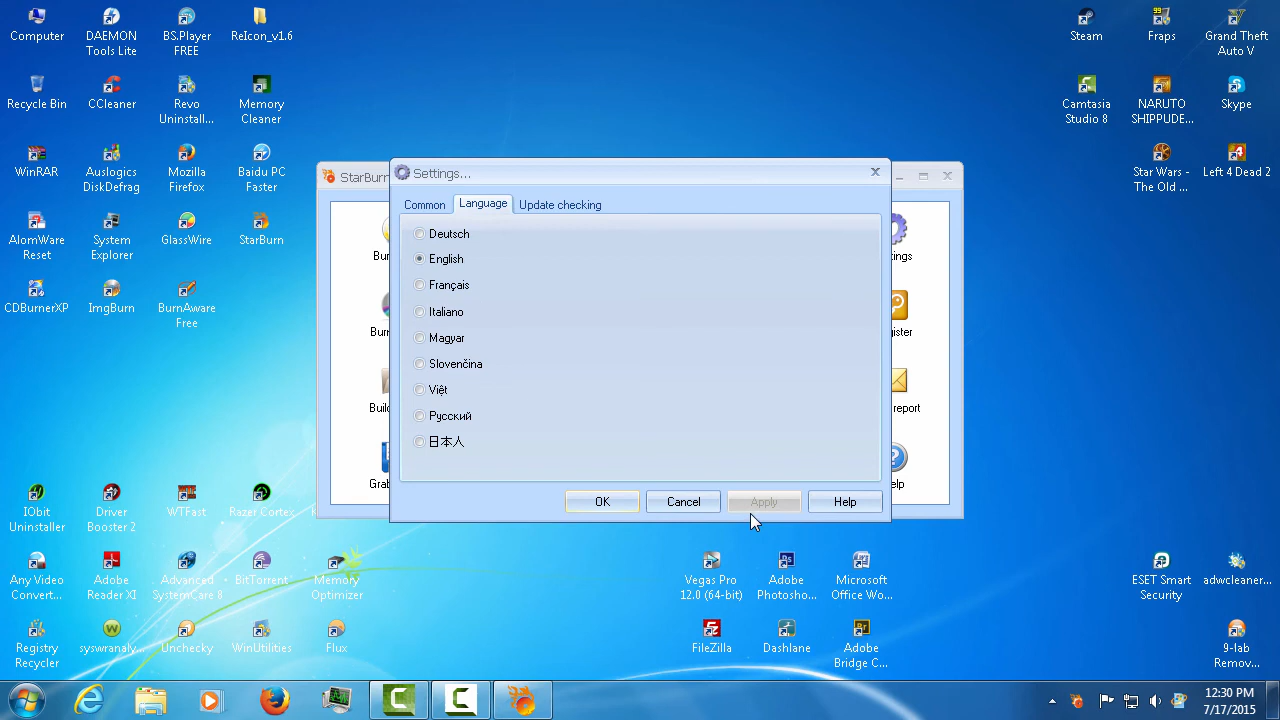 Computer
DAEMON
Tools Lite
BS.Player
FREE
ReIcon_v1.6
Steam
Fraps
Grand Theft
Auto V
Recycle Bin
CCleaner
Revo
Uninstall...
Memory
Cleaner
Camtasia
Studio 8
NARUTO
SHIPPUDE...
Skype
WinRAR
Auslogics
DiskDefrag
Mozilla
Firefox
Baidu PC
Faster
Star Wars -
The Old ...
Left 4 Dead 2
AlomWare
Reset
System
Explorer
GlassWire
StarBurn
CDBurnerXP
ImgBurn
BurnAware
Free
StarBurn
Settings...
Common
Language
Update checking
Deutsch
English
Français
Italiano
Magyar
Slovenčina
Việt
Русский
日本人
OK
Cancel
Apply
Help
IObit
Uninstaller
Driver
Booster 2
WTFast
Razer Cortex
Any Video
Convert...
Adobe
Reader XI
Advanced
SystemCare 8
BitTorrent
Memory
Optimizer
Vegas Pro
12.0 (64-bit)
Adobe
Photosho...
Microsoft
Office Wo...
ESET Smart
Security
adwcleaner...
Registry
Recycler
syswranaly...
Unchecky
WinUtilities
Flux
FileZilla
Dashlane
Adobe
Bridge C...
9-lab
Remov...
12:30 PM
7/17/2015